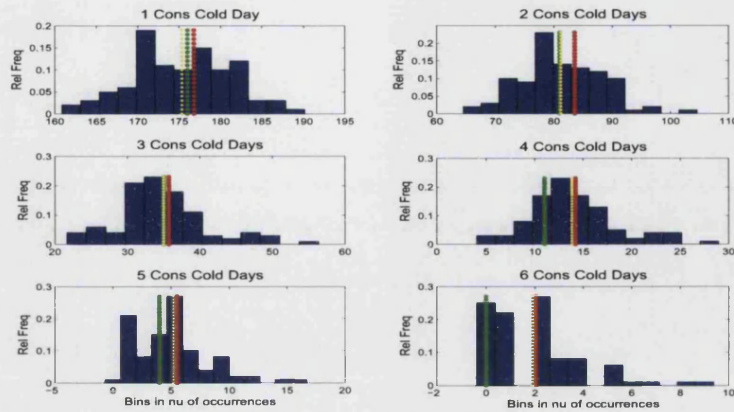 1 Cons Cold Day
Rel Freq
0.2
0.15
0.1
0.05
0
160 165 170 175 180 185 190 195
2 Cons Cold Days
Rel Freq
0.2
0.15
0.1
0.05
0
60 70 80 90 100 110
3 Cons Cold Days
Rel Freq
0.3
0.2
0.1
0
20 30 40 50 60
4 Cons Cold Days
Rel Freq
0.3
0.2
0.1
0
0 5 10 15 20 25 30
5 Cons Cold Days
Rel Freq
0.3
0.2
0.1
0
-5 0 5 10 15 20
Bins in nu of occurrences
6 Cons Cold Days
Rel Freq
0.3
0.2
0.1
0
-2 0 2 4 6 8 10
Bins in nu of occurrences